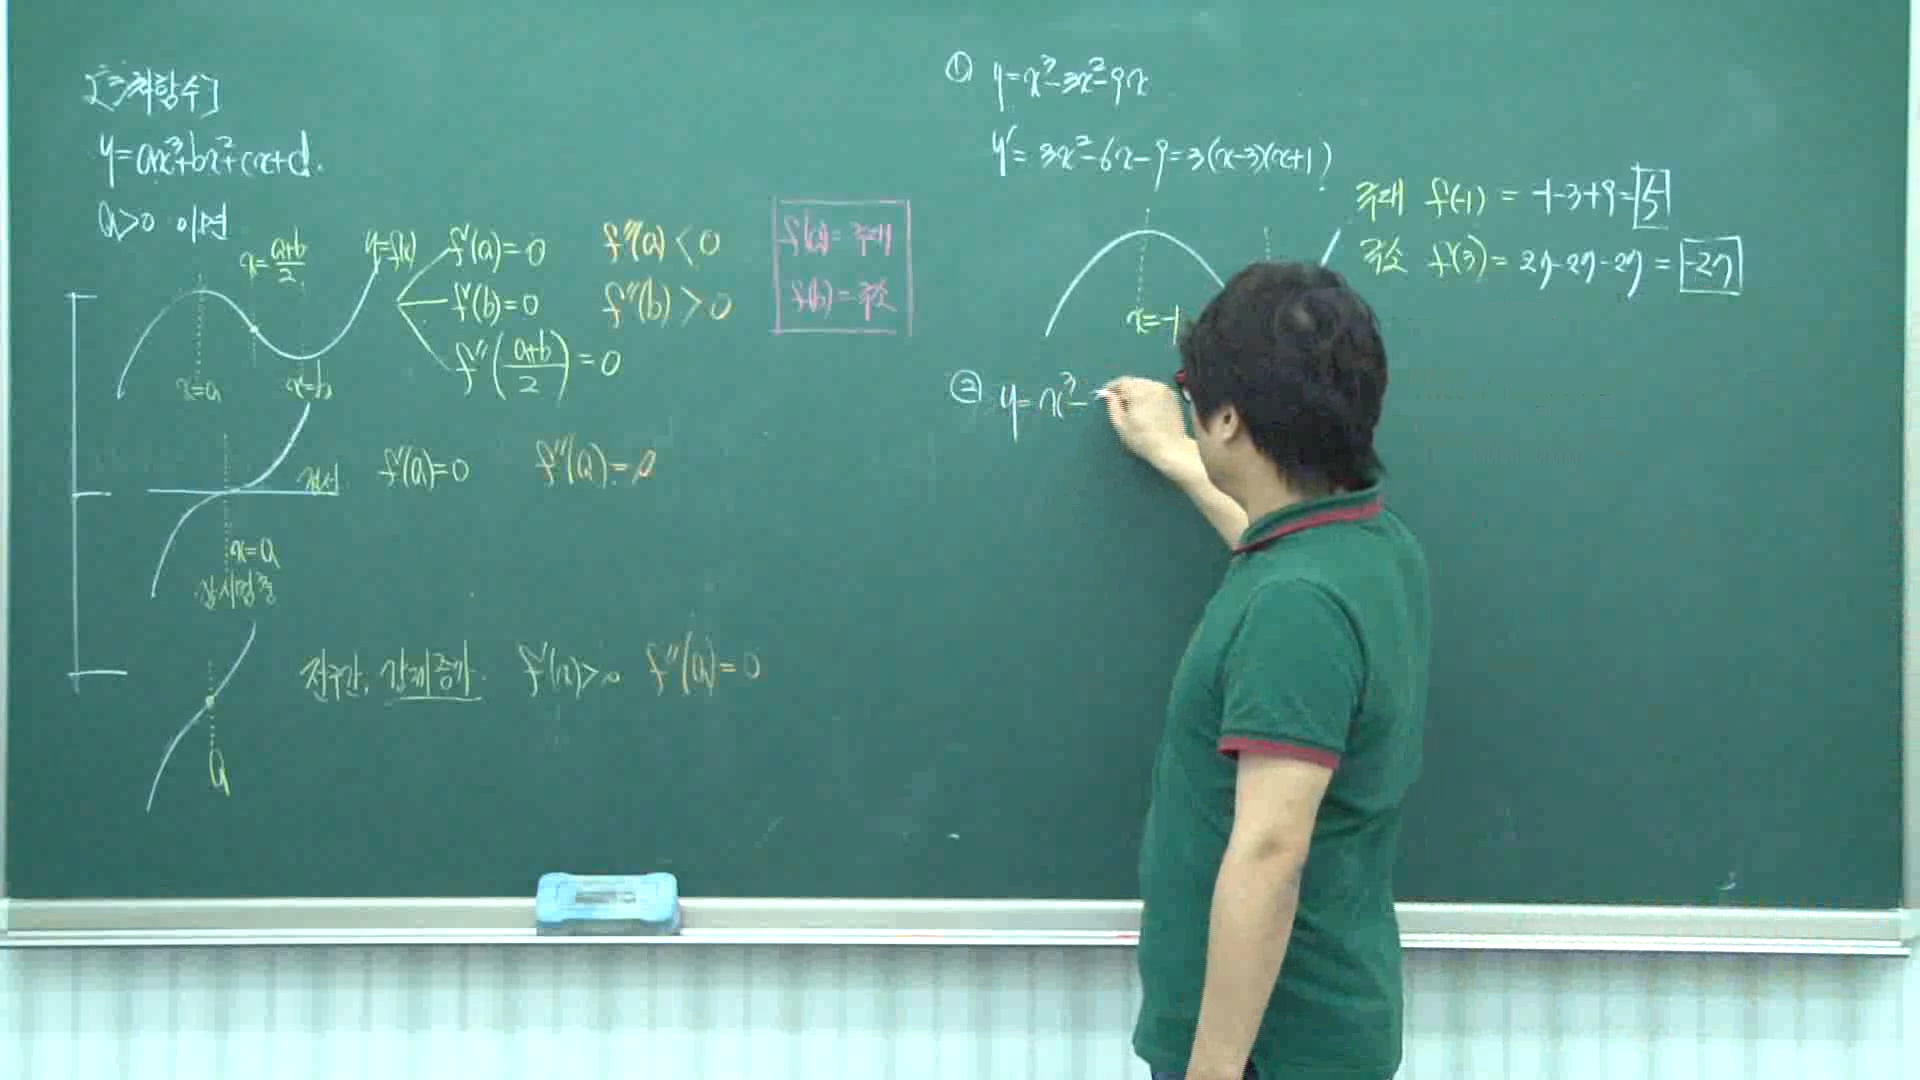 [3차함수]
y=ax³+bx²+cx+d.
a>0 이면
x=a+b/2
y=f(x)
f'(a)=0 f''(a)<0
f'(b)=0 f''(b)>0
f''(a+b/2)=0
f(a)=극대
f(b)=극소
x=a x=b
접선 f'(a)=0 f''(a)=0
x=a
전구간, 증가 f'(x)>0 f''(a)=0
a
① y=x³-3x²-9x
y'=3x²-6x-9=3(x-3)(x+1)
극대 f(-1)=-1-3+9=5
극소 f(3)=27-27-27=-27
x=-1
② y=x³-